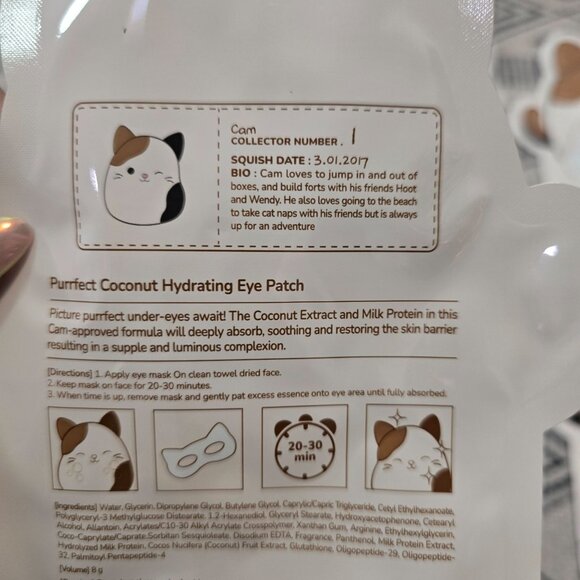 Cam
COLLECTOR NUMBER . 1
SQUISH DATE : 3.01.2017
BIO : Cam loves to jump in and out of
boxes, and build forts with his friends Hoot
and Wendy. He also loves going to the beach
to take cat naps with his friends but is always
up for an adventure
Purrfect Coconut Hydrating Eye Patch
Picture purrfect under-eyes await! The Coconut Extract and Milk Protein in this
Cam-approved formula will deeply absorb, soothing and restoring the skin barrier
resulting in a supple and luminous complexion.
[Directions] 1. Apply eye mask On clean towel dried face.
2. Keep mask on face for 20-30 minutes.
3. When time is up, remove mask and gently pat excess essence onto eye area until fully absorbed.
20-30
min
[Ingredients] Water, Glycerin, Dipropylene Glycol, Butylene Glycol, Caprylic/Capric Triglyceride, Cetyl Ethylhexanoate,
Polyglyceryl-3 Methylglucose Distearate, 1,2-Hexanediol, Glyceryl Stearate, Hydroxyacetophenone, Cetearyl
Alcohol, Allantoin, Acrylates/C10-30 Alkyl Acrylate Crosspolymer, Xanthan Gum, Arginine, Ethylhexylglycerin
Coco-Caprylate/Caprate.Sorbitan Sesquioleate, Disodium EDTA, Fragrance, Panthenol, Milk Protein Extract,
Hydrolyzed Milk Protein, Cocos Nucifera (Coconut) Fruit Extract, Glutathione, Oligopeptide-29, Oligopeptide-
32, Palmitoyl Pentapeptide-4
[Volume] 8 g